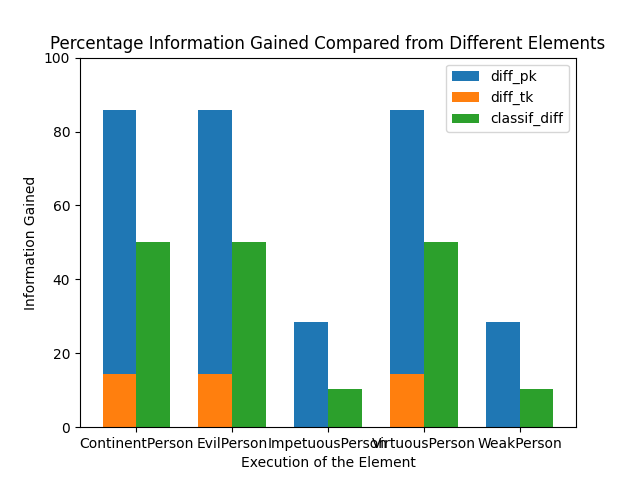 Percentage Information Gained Compared from Different Elements
100
80
60
40
20
0
Information Gained
diff_pk
diff_tk
classif_diff
ContinentPerson EvilPerson ImpetuousPerson VirtuousPerson WeakPerson
Execution of the Element